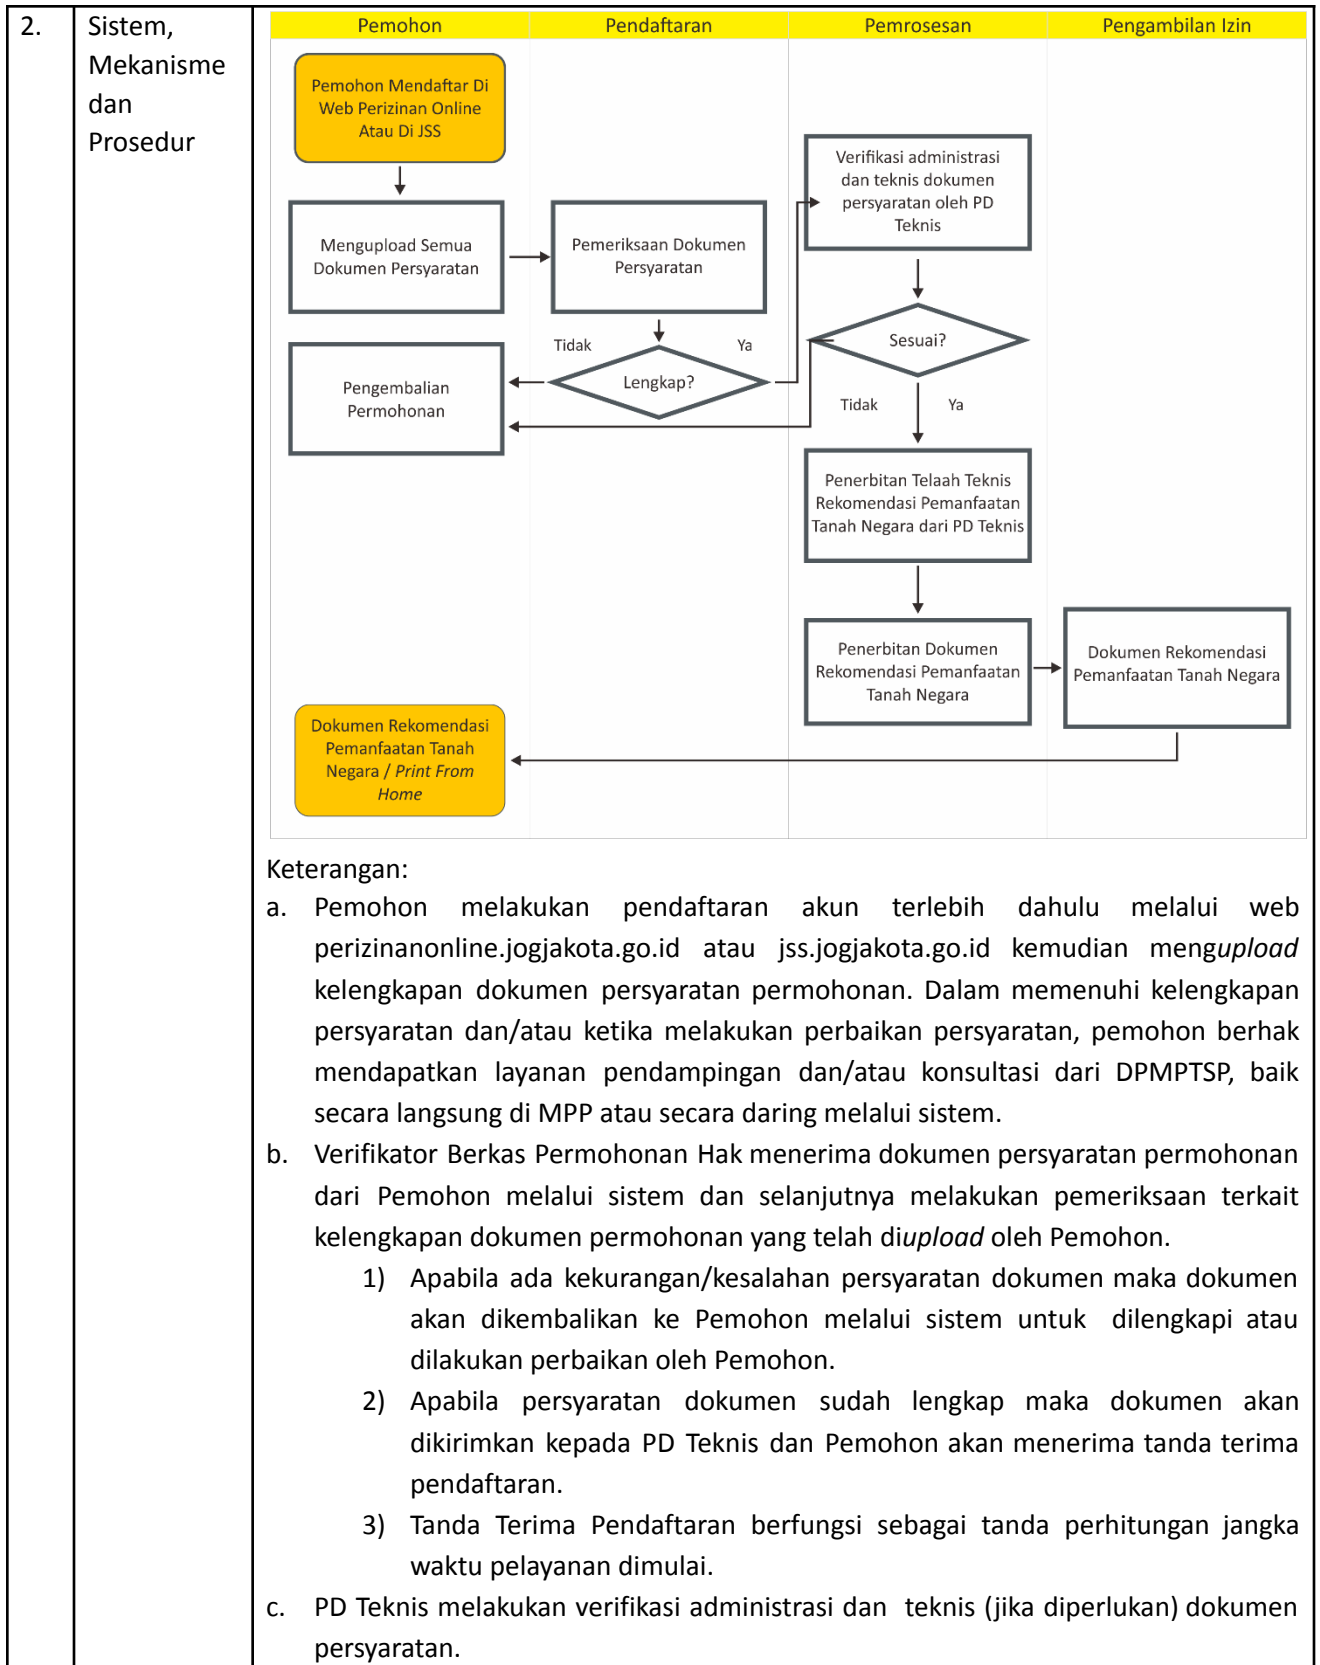 2.
Sistem,
Mekanisme
dan
Prosedur
Pemohon
Pendaftaran
Pemrosesan
Pengambilan Izin
Pemohon Mendaftar Di
Web Perizinan Online
Atau Di JSS
Mengupload Semua
Dokumen Persyaratan
Pemeriksaan Dokumen
Persyaratan
Verifikasi administrasi
dan teknis dokumen
persyaratan oleh PD
Teknis
Tidak
Ya
Lengkap?
Pengembalian
Permohonan
Sesuai?
Tidak
Ya
Penerbitan Telaah Teknis
Rekomendasi Pemanfaatan
Tanah Negara dari PD Teknis
Penerbitan Dokumen
Rekomendasi Pemanfaatan
Tanah Negara
Dokumen Rekomendasi
Pemanfaatan Tanah Negara
Dokumen Rekomendasi
Pemanfaatan Tanah
Negara / Print From
Home
Keterangan:
a. Pemohon melakukan pendaftaran akun terlebih dahulu melalui web
perizinanonline.jogjakota.go.id atau jss.jogjakota.go.id kemudian mengupload
kelengkapan dokumen persyaratan permohonan. Dalam memenuhi kelengkapan
persyaratan dan/atau ketika melakukan perbaikan persyaratan, pemohon berhak
mendapatkan layanan pendampingan dan/atau konsultasi dari DPMPTSP, baik
secara langsung di MPP atau secara daring melalui sistem.
b. Verifikator Berkas Permohonan Hak menerima dokumen persyaratan permohonan
dari Pemohon melalui sistem dan selanjutnya melakukan pemeriksaan terkait
kelengkapan dokumen permohonan yang telah diupload oleh Pemohon.
1) Apabila ada kekurangan/kesalahan persyaratan dokumen maka dokumen
akan dikembalikan ke Pemohon melalui sistem untuk dilengkapi atau
dilakukan perbaikan oleh Pemohon.
2) Apabila persyaratan dokumen sudah lengkap maka dokumen akan
dikirimkan kepada PD Teknis dan Pemohon akan menerima tanda terima
pendaftaran.
3) Tanda Terima Pendaftaran berfungsi sebagai tanda perhitungan jangka
waktu pelayanan dimulai.
c. PD Teknis melakukan verifikasi administrasi dan teknis (jika diperlukan) dokumen
persyaratan.